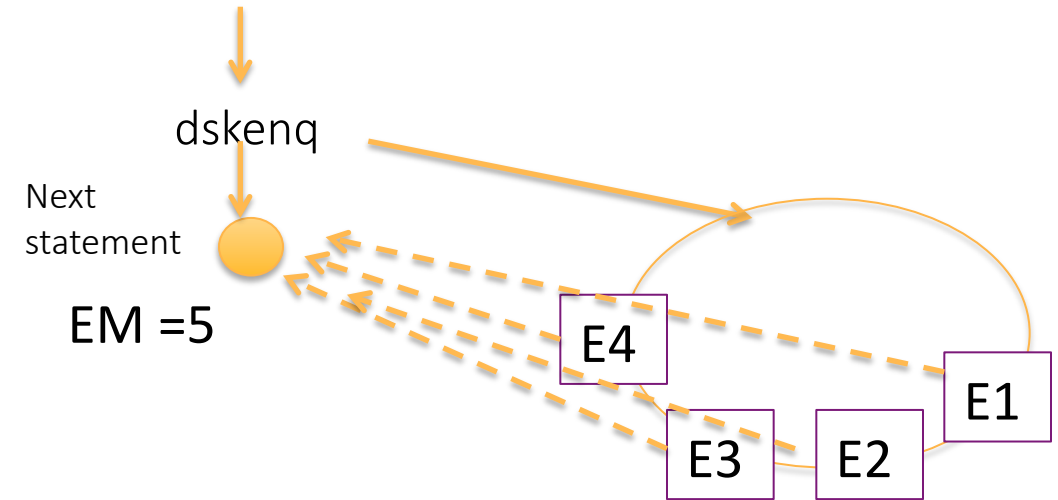 dskenq
Next
statement
EM =5
E4
E1
E3
E2